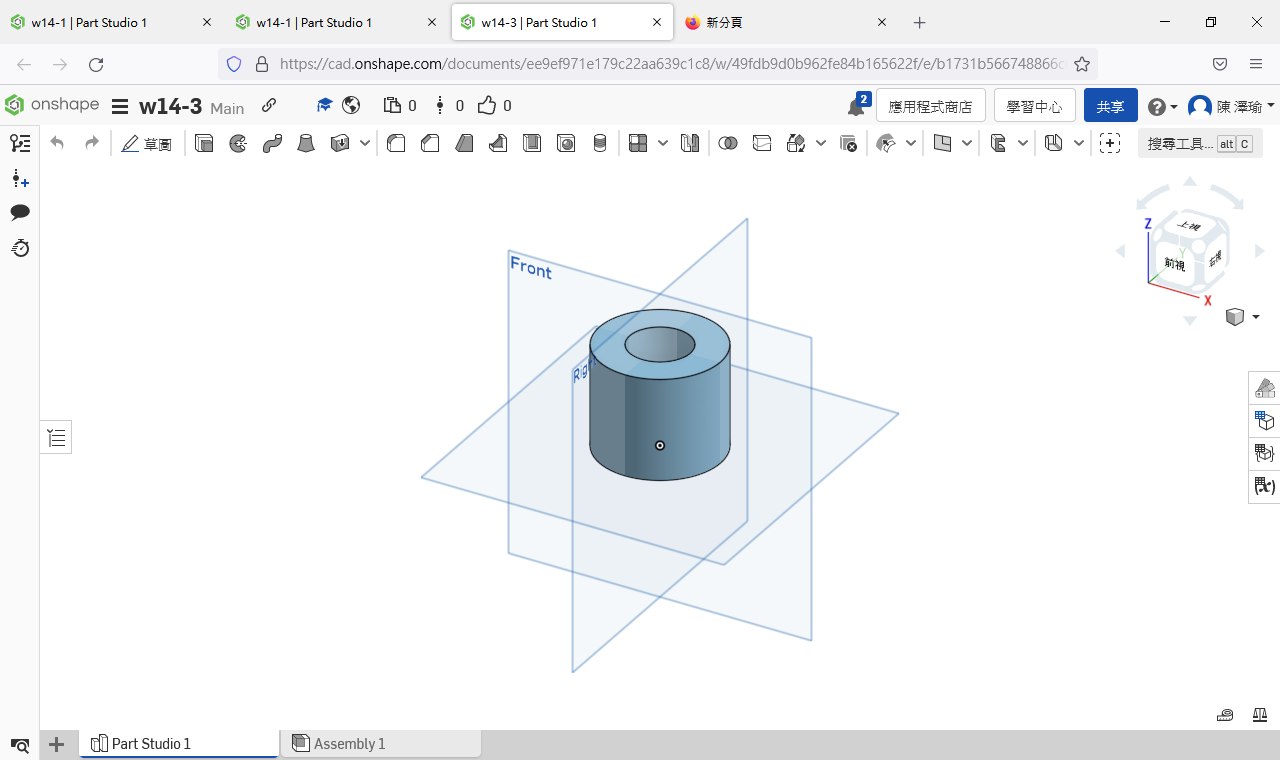 w14-1 | Part Studio 1
w14-1 | Part Studio 1
w14-3 | Part Studio 1
新分頁
https://cad.onshape.com/documents/ee9ef971e179c22aa639c1c8/w/49fdb9d0b962fe84b165622f/e/b1731b566748866c
onshape
w14-3 Main
0
0
0
2
應用程式商店
學習中心
共享
陳 澤瑜
草圖
搜尋工具...
alt
C
Front
Right
上視
前視
右視
Z
Y
X
(x)
Part Studio 1
Assembly 1